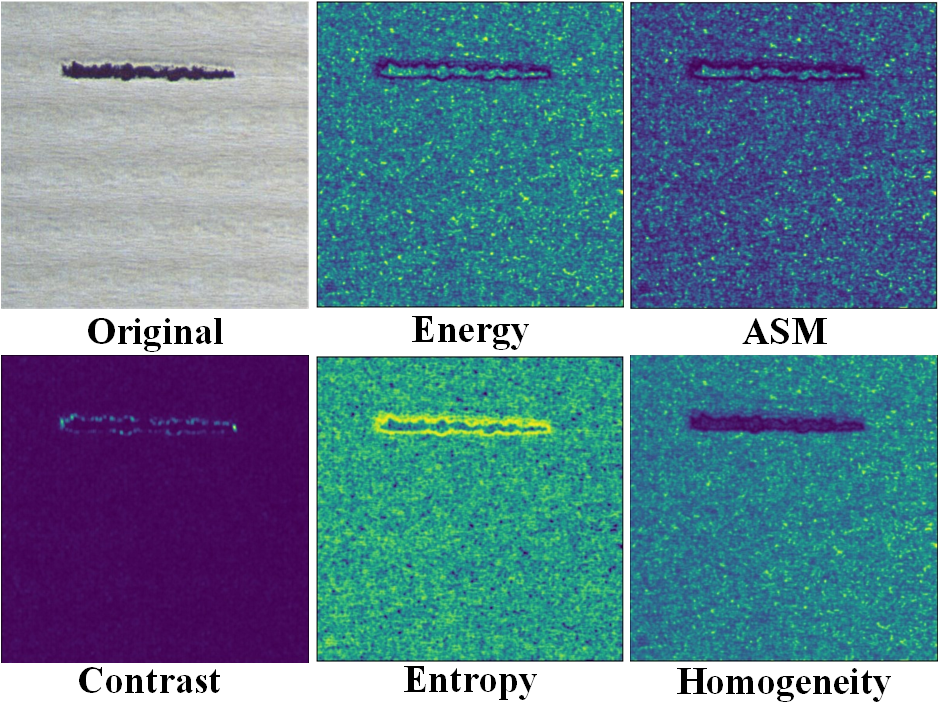 Original
Energy
ASM
Contrast
Entropy
Homogeneity